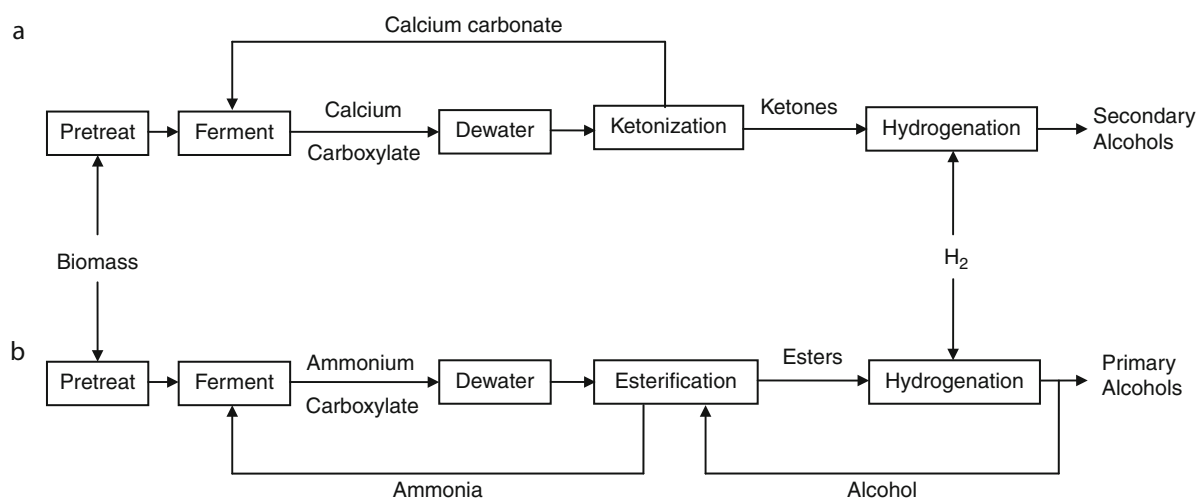 a
Calcium carbonate
Pretreat
Ferment
Calcium
Carboxylate
Dewater
Ketonization
Ketones
Hydrogenation
Secondary
Alcohols
Biomass
H₂
b
Pretreat
Ferment
Ammonium
Carboxylate
Dewater
Esterification
Esters
Hydrogenation
Primary
Alcohols
Ammonia
Alcohol